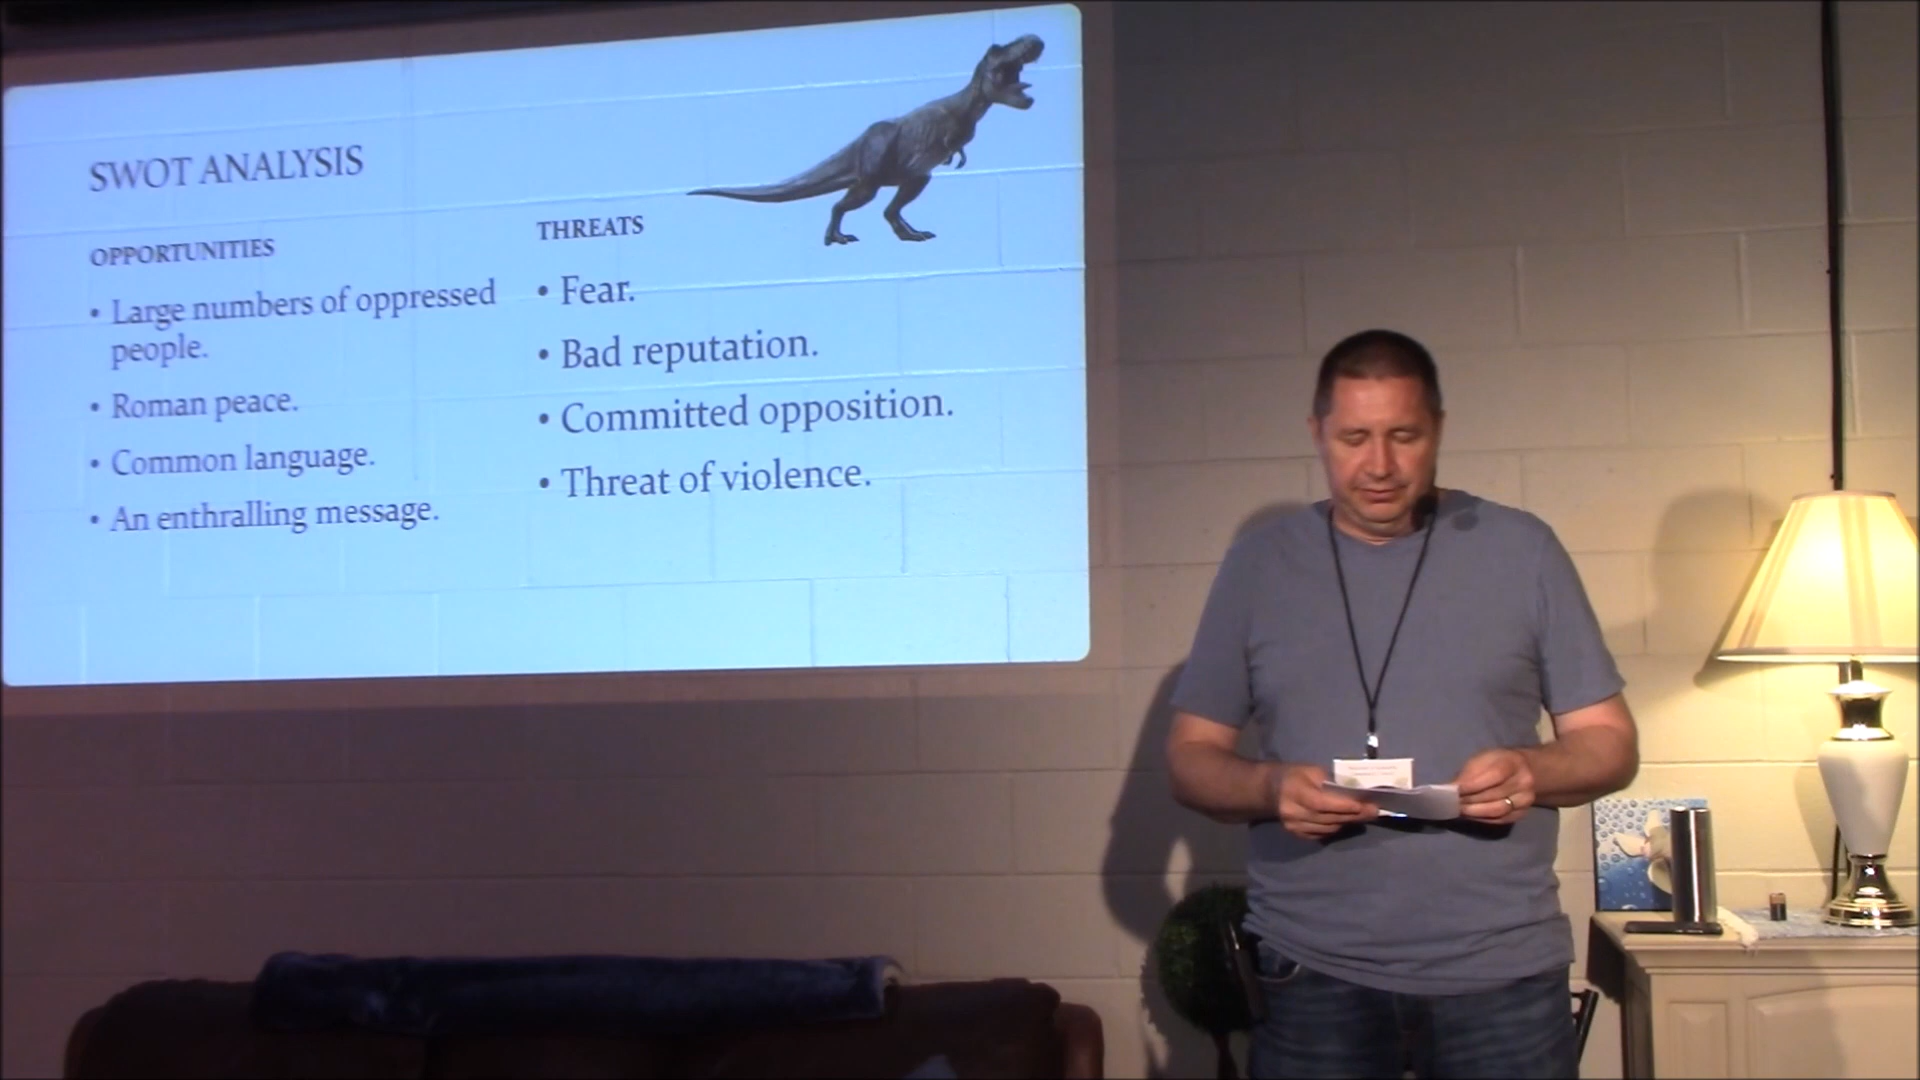 SWOT ANALYSIS
OPPORTUNITIES
• Large numbers of oppressed
people.
• Roman peace.
• Common language.
• An enthralling message.
THREATS
• Fear.
• Bad reputation.
• Committed opposition.
• Threat of violence.